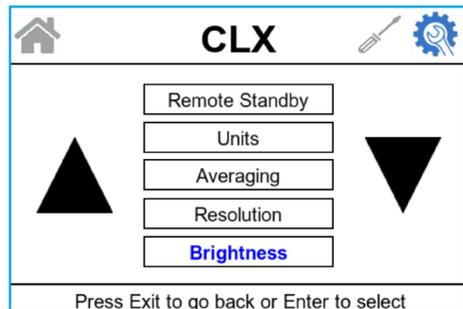 CLX
Remote Standby
Units
Averaging
Resolution
Brightness
Press Exit to go back or Enter to select